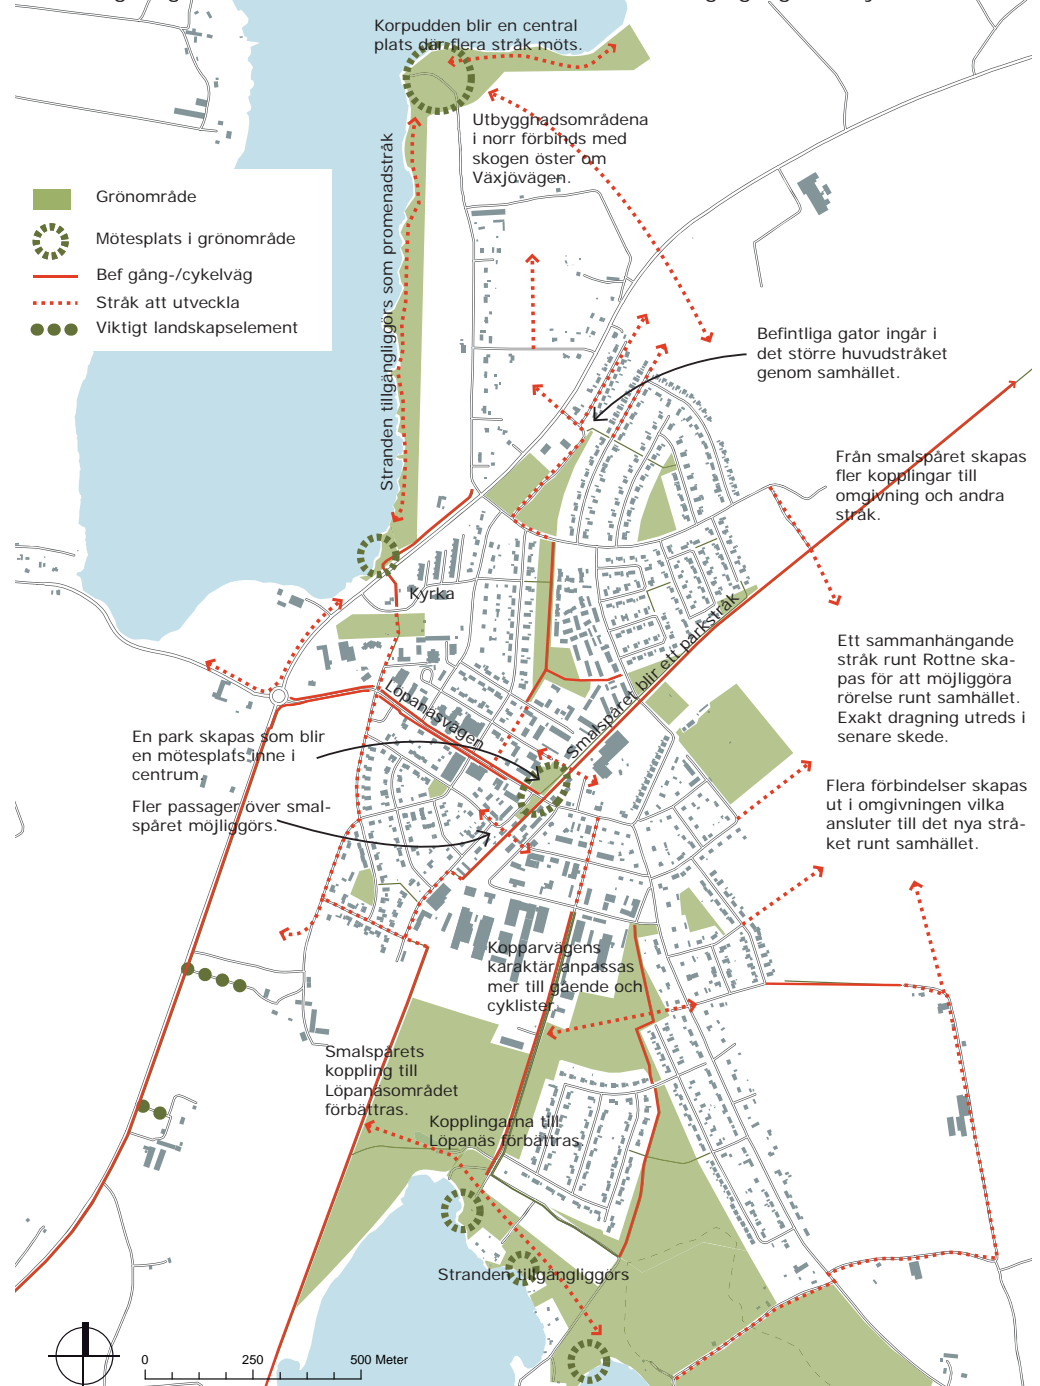 Korpudden blir en central
plats där flera stråk möts.
Utbyggnadsområdena
i norr förbinds med
skogen öster om
Växjövägen.
Stranden tillgängliggörs som promenadstråk
Grönområde
Mötesplats i grönområde
Bef gång-/cykelväg
Stråk att utveckla
Viktigt landskapselement
Befintliga gator ingår i
det större huvudstråket
genom samhället.
Från smalspåret skapas
fler kopplingar till
omgivning och andra
stråk.
Kyrka
Smalspåret blir ett parkstråk
Löpanäsvägen
Ett sammanhängande
stråk runt Rottne ska-
pas för att möjliggöra
rörelse runt samhället.
Exakt dragning utreds i
senare skede.
En park skapas som blir
en mötesplats inne i
centrum.
Fler passager över smal-
spåret möjliggörs.
Flera förbindelser skapas
ut i omgivningen vilka
ansluter till det nya strå-
ket runt samhället.
Kopparvägens
karaktär anpassas
mer till gående och
cyklister
Smalspårets
koppling till
Löpanäsområdet
förbättras.
Kopplingarna till
Löpanäs förbättras
Stranden tillgängliggörs
0 250 500 Meter